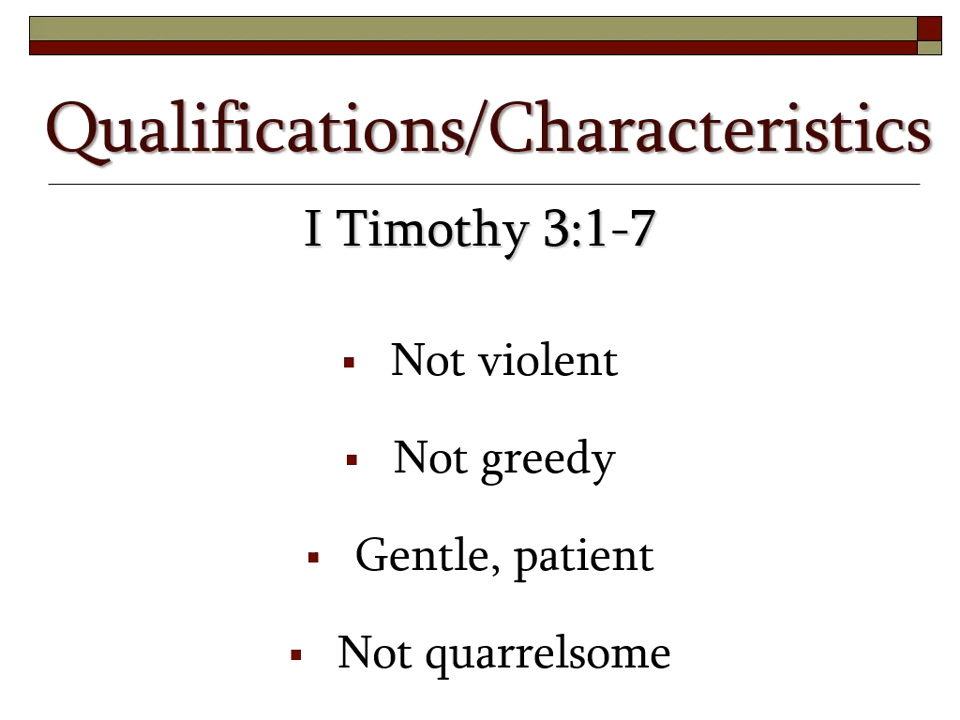 Qualifications/Characteristics
I Timothy 3:1-7
▪ Not violent
▪ Not greedy
▪ Gentle, patient
▪ Not quarrelsome